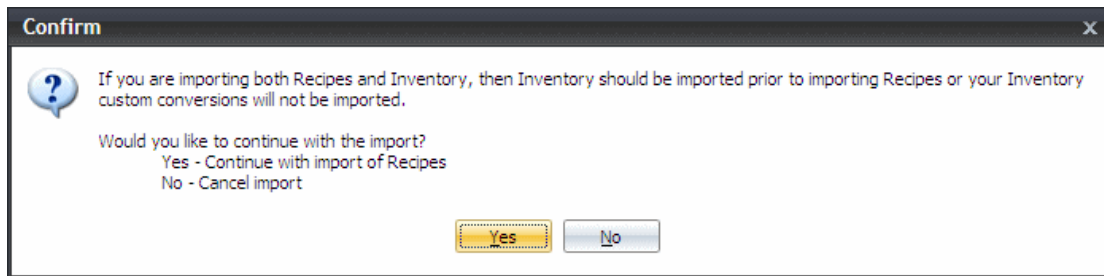 Confirm
x
If you are importing both Recipes and Inventory, then Inventory should be imported prior to importing Recipes or your Inventory
custom conversions will not be imported.
Would you like to continue with the import?
Yes - Continue with import of Recipes
No - Cancel import
Yes No